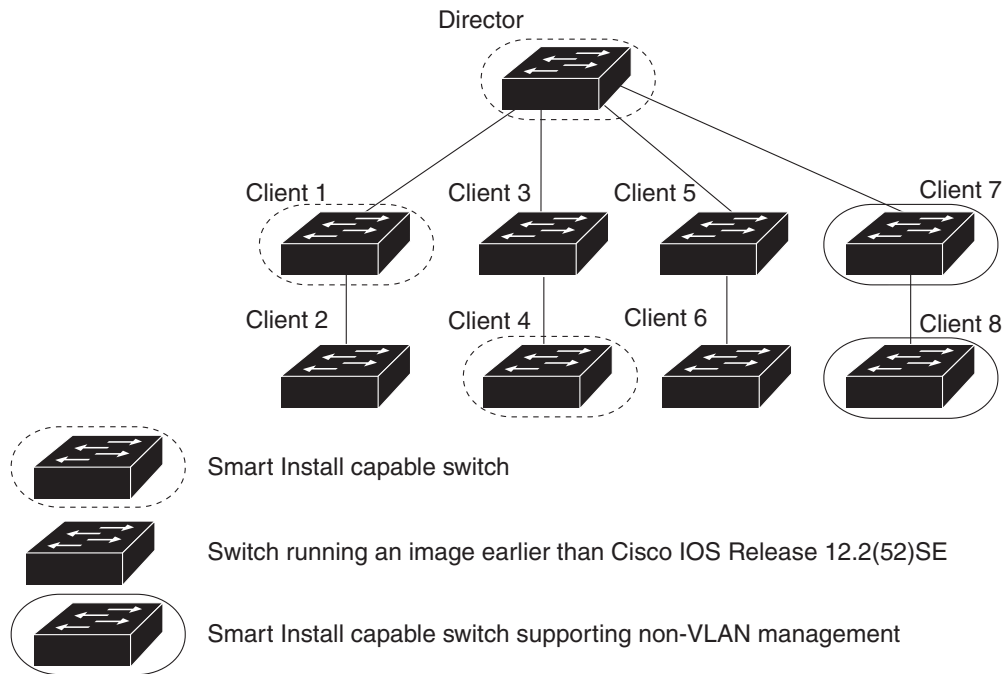 Director
Client 1
Client 3
Client 5
Client 7
Client 2
Client 4
Client 6
Client 8
Smart Install capable switch
Switch running an image earlier than Cisco IOS Release 12.2(52)SE
Smart Install capable switch supporting non-VLAN management